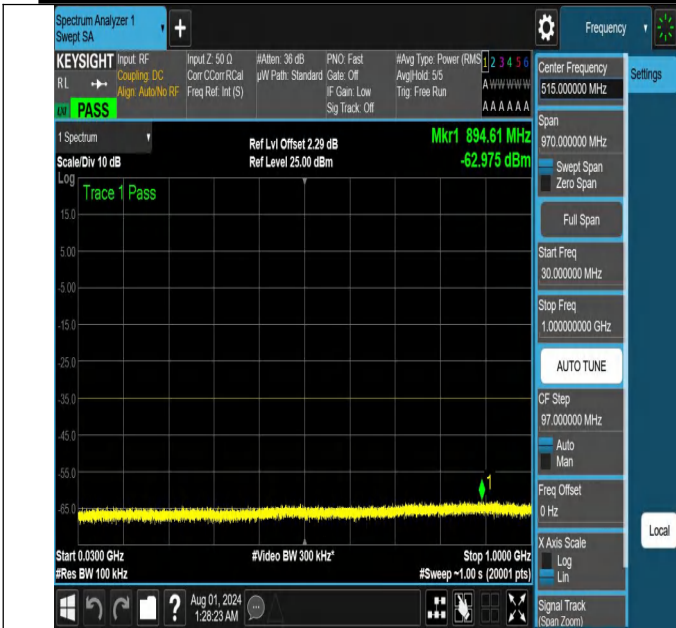 Spectrum Analyzer 1
Swept SA
+
Frequency
KEYSIGHT
RL
PASS
Input: RF
Coupling: DC
Align: Auto/No RF
Input Z: 50 Ω
Corr CCorr RCal
Freq Ref: Int (S)
#Atten: 36 dB
µW Path: Standard
PNO: Fast
Gate: Off
IF Gain: Low
Sig Track: Off
#Avg Type: Power (RMS
Avg|Hold: 5/5
Trig: Free Run
1 2 3 4 5 6
A W W W W W
A A A A A A
1 Spectrum
Scale/Div 10 dB
Ref Lvl Offset 2.29 dB
Ref Level 25.00 dBm
Mkr1 894.61 MHz
-62.975 dBm
Log
Trace 1 Pass
15.0
5.00
-5.00
-15.0
-25.0
-35.0
-45.0
-55.0
-65.0
1
Start 0.0300 GHz
#Res BW 100 kHz
#Video BW 300 kHz*
Stop 1.0000 GHz
#Sweep ~1.00 s (20001 pts)
?
Aug 01, 2024
1:28:23 AM
Center Frequency
515.000000 MHz
Span
970.000000 MHz
Swept Span
Zero Span
Full Span
Start Freq
30.000000 MHz
Stop Freq
1.000000000 GHz
AUTO TUNE
CF Step
97.000000 MHz
Auto
Man
Freq Offset
0 Hz
X Axis Scale
Log
Lin
Signal Track
(Span Zoom)
Settings
Local